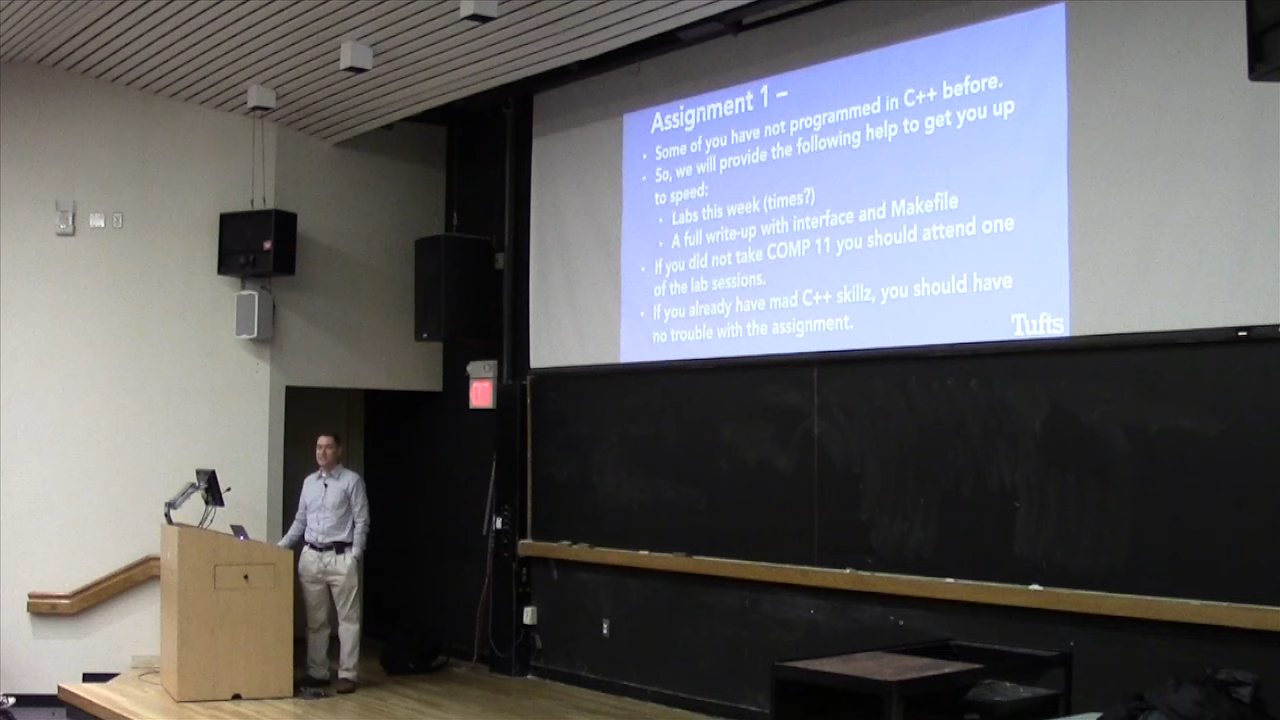 Assignment 1 –
• Some of you have not programmed in C++ before.
• So, we will provide the following help to get you up
to speed:
• Labs this week (times?)
• A full write-up with interface and Makefile
• If you did not take COMP 11 you should attend one
of the lab sessions.
• If you already have mad C++ skillz, you should have
no trouble with the assignment.
Tufts